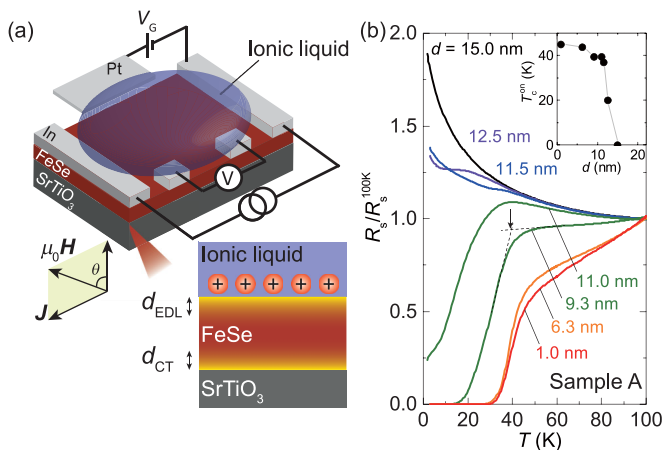 (a)
V_G
Pt
Ionic liquid
In
FeSe
SrTiO₃
V
μ₀H
θ
J
Ionic liquid
+ + + + +
d_EDL
FeSe
d_CT
SrTiO₃
(b)
2.0
1.5
1.0
0.5
0.0
R_s/R_s^100K
d = 15.0 nm
12.5 nm
11.5 nm
11.0 nm
9.3 nm
6.3 nm
1.0 nm
Sample A
0 20 40 60 80 100
T (K)
T_c^on (K)
40
20
0
0 10 20
d (nm)